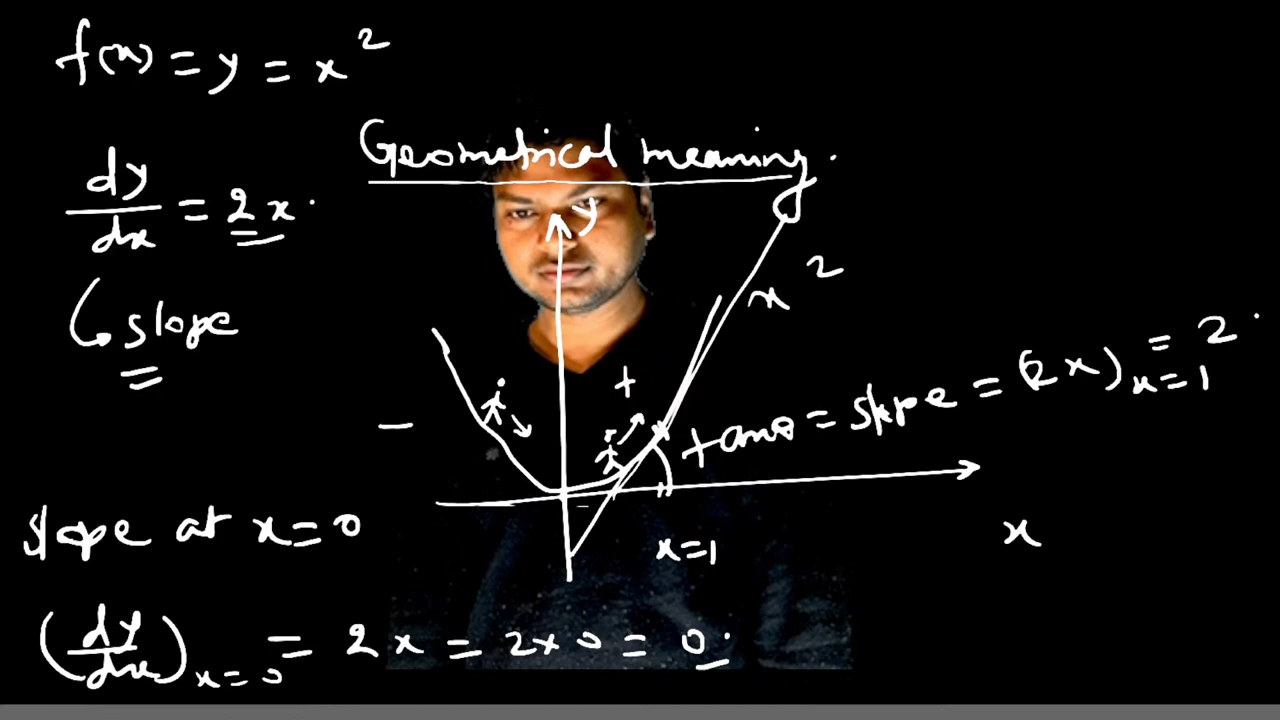 f(x) = y = x²
Geometrical meaning.
dy/dx = 2x.
slope
y
x²
+
−
tanθ = slope = (2x)ₓ₌₁ = 2.
slope at x=0
x=1
x
(dy/dx)ₓ₌₀ = 2x = 2×0 = 0.